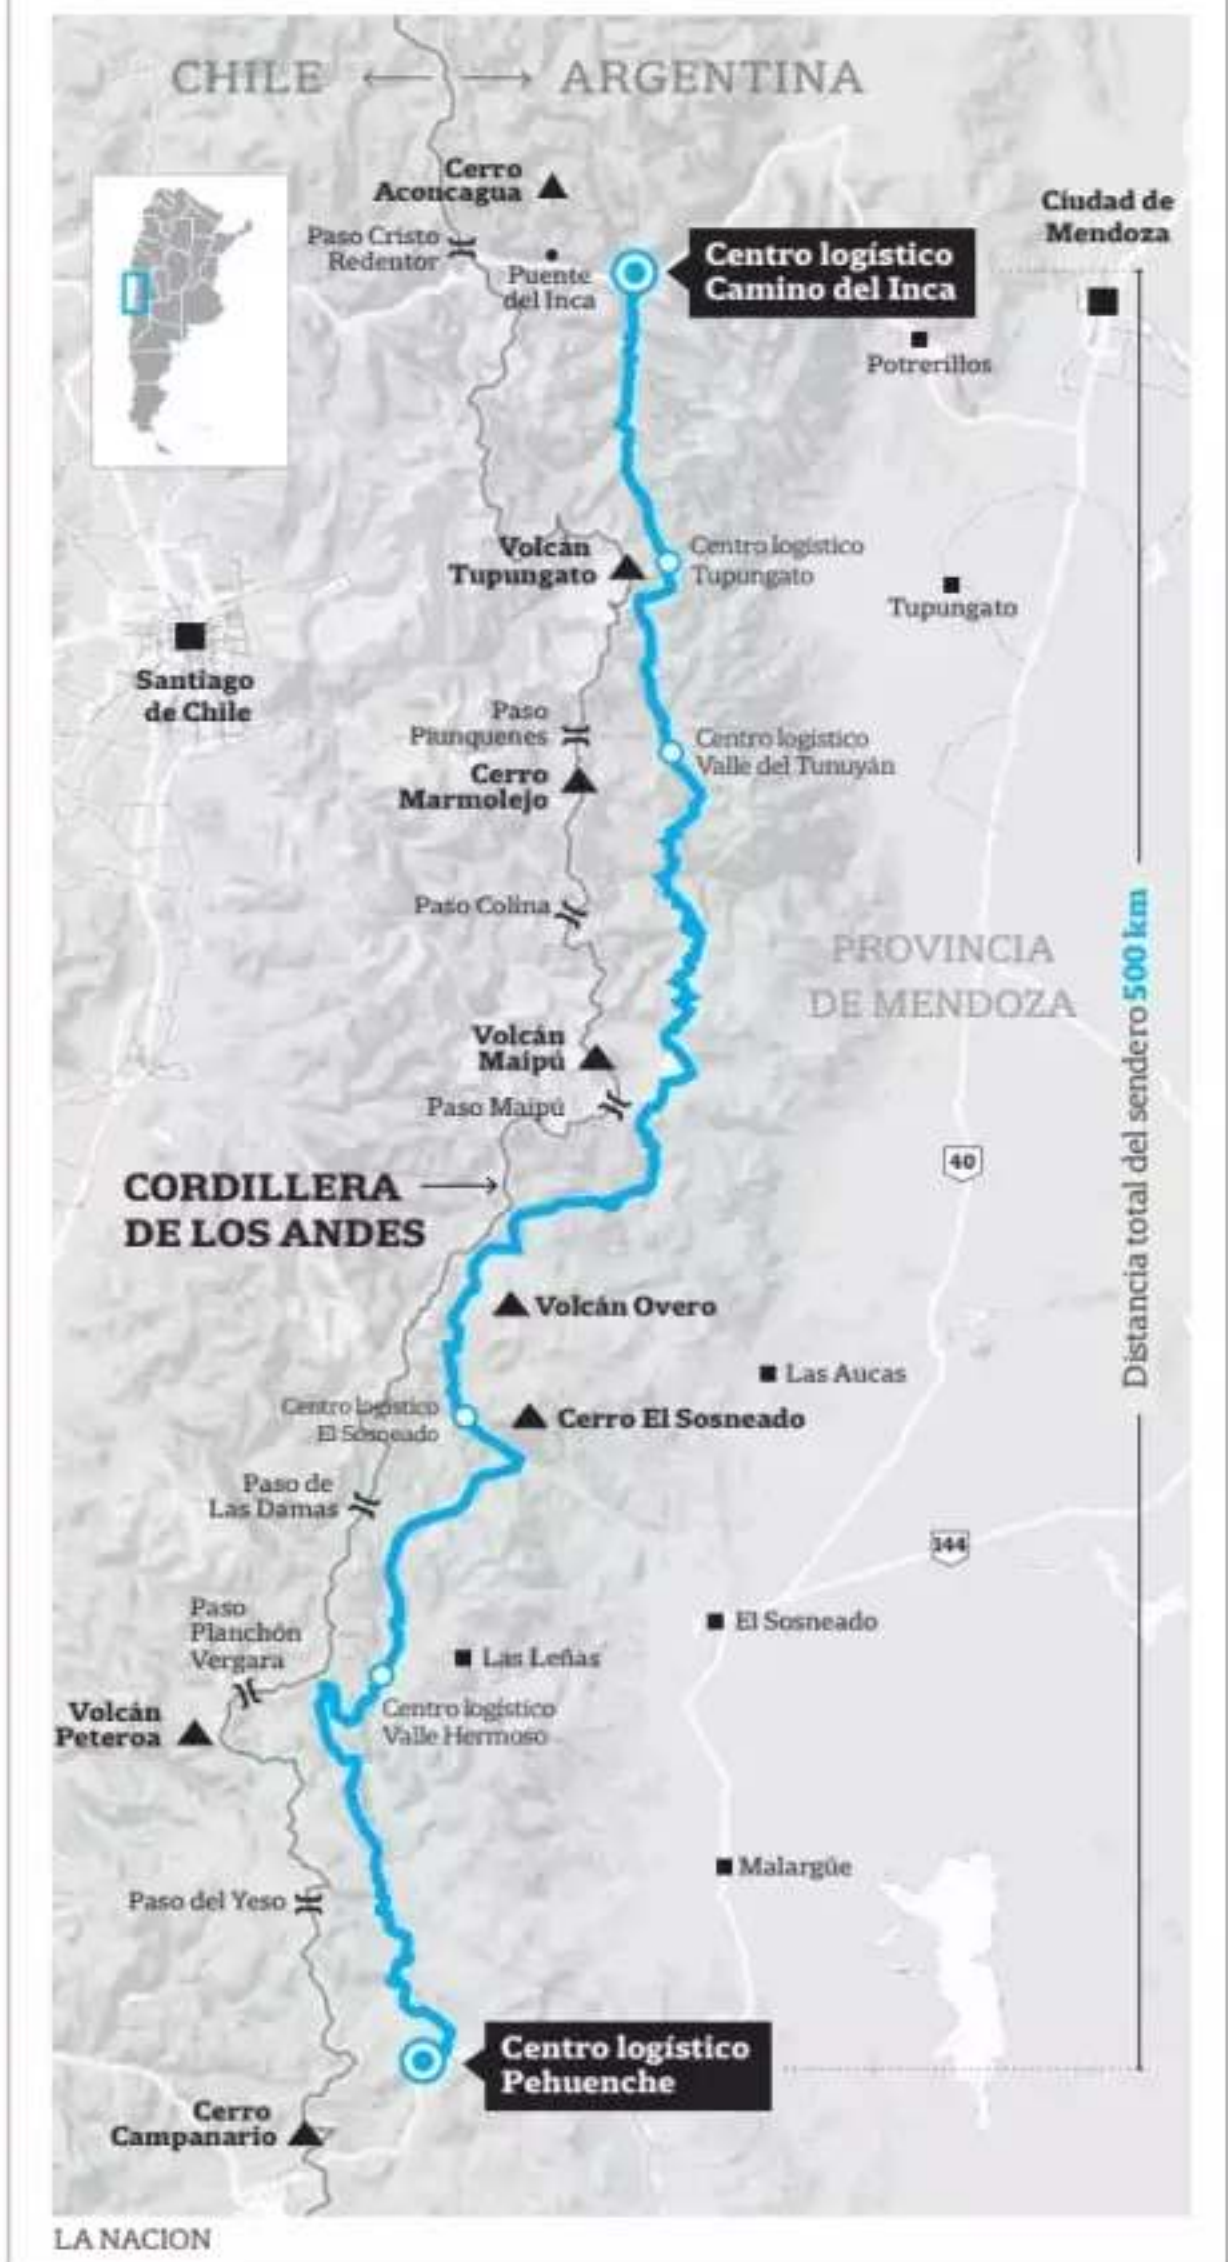 CHILE
ARGENTINA
Cerro
Aconcagua
Ciudad de
Mendoza
Paso Cristo
Redentor
Puente
del Inca
Centro logístico
Camino del Inca
Potrerillos
Volcán
Tupungato
Centro logístico
Tupungato
Tupungato
Santiago
de Chile
Paso
Piunquenes
Centro logístico
Valle del Tunuyán
Cerro
Marmolejo
Paso Colina
PROVINCIA
DE MENDOZA
Distancia total del sendero 500 km
Volcán
Maipú
Paso Maipú
40
CORDILLERA
DE LOS ANDES
Volcán Overo
Las Aucas
Centro logístico
El Sosneado
Cerro El Sosneado
Paso de
Las Damas
144
Paso
Planchón
Vergara
El Sosneado
Las Leñas
Volcán
Peteroa
Centro logístico
Valle Hermoso
Malargüe
Paso del Yeso
Centro logístico
Pehuenche
Cerro
Campanario
LA NACION